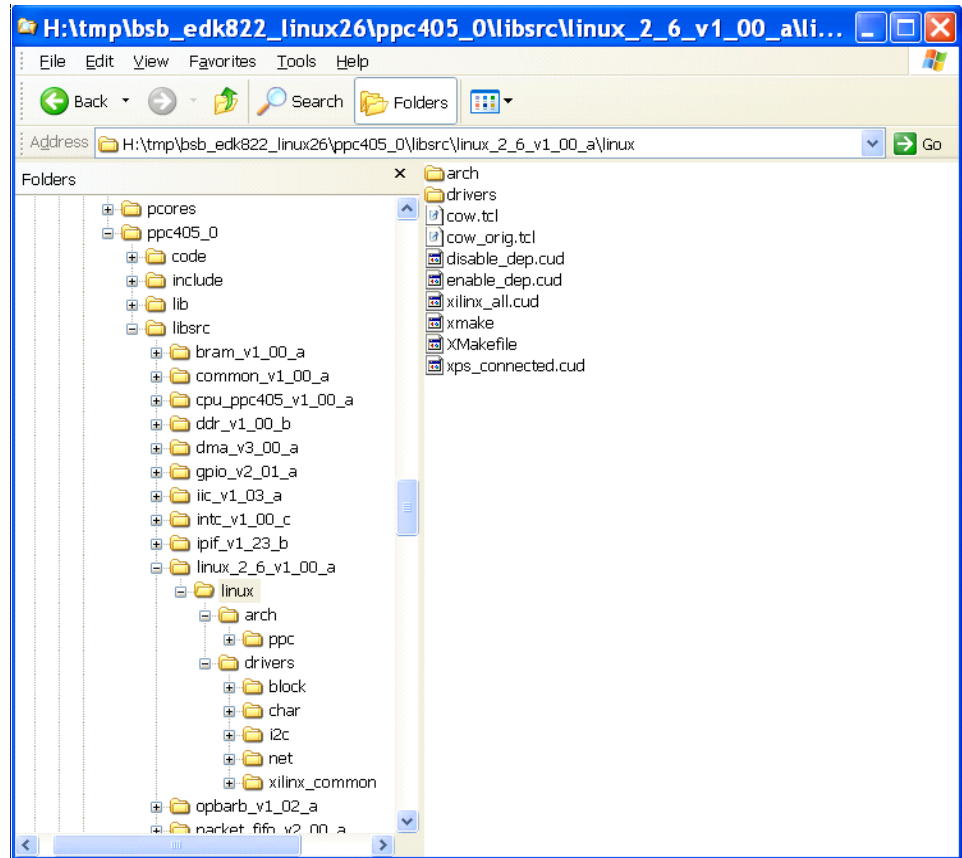 H:\tmp\bsb_edk822_linux26\ppc405_0\libsrc\linux_2_6_v1_00_a\li...
File Edit View Favorites Tools Help
Back Search Folders
Address H:\tmp\bsb_edk822_linux26\ppc405_0\libsrc\linux_2_6_v1_00_a\linux Go
Folders
pcores
ppc405_0
code
include
lib
libsrc
bram_v1_00_a
common_v1_00_a
cpu_ppc405_v1_00_a
ddr_v1_00_b
dma_v3_00_a
gpio_v2_01_a
iic_v1_03_a
intc_v1_00_c
ipif_v1_23_b
linux_2_6_v1_00_a
linux
arch
ppc
drivers
block
char
i2c
net
xilinx_common
opbarb_v1_02_a
packet_fifo_v2_00_a
arch
drivers
cow.tcl
cow_orig.tcl
disable_dep.cud
enable_dep.cud
xilinx_all.cud
xmake
XMakefile
xps_connected.cud